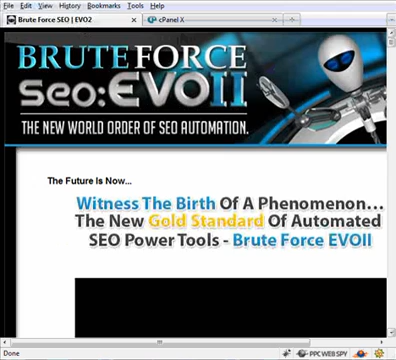 File Edit View History Bookmarks Tools Help
Brute Force SEO | EVO2
cPanel X
BRUTE FORCE
seo:EVOII
THE NEW WORLD ORDER OF SEO AUTOMATION.
The Future Is Now...
Witness The Birth Of A Phenomenon...
The New Gold Standard Of Automated
SEO Power Tools - Brute Force EVOII
Done
PPC WEB SPY